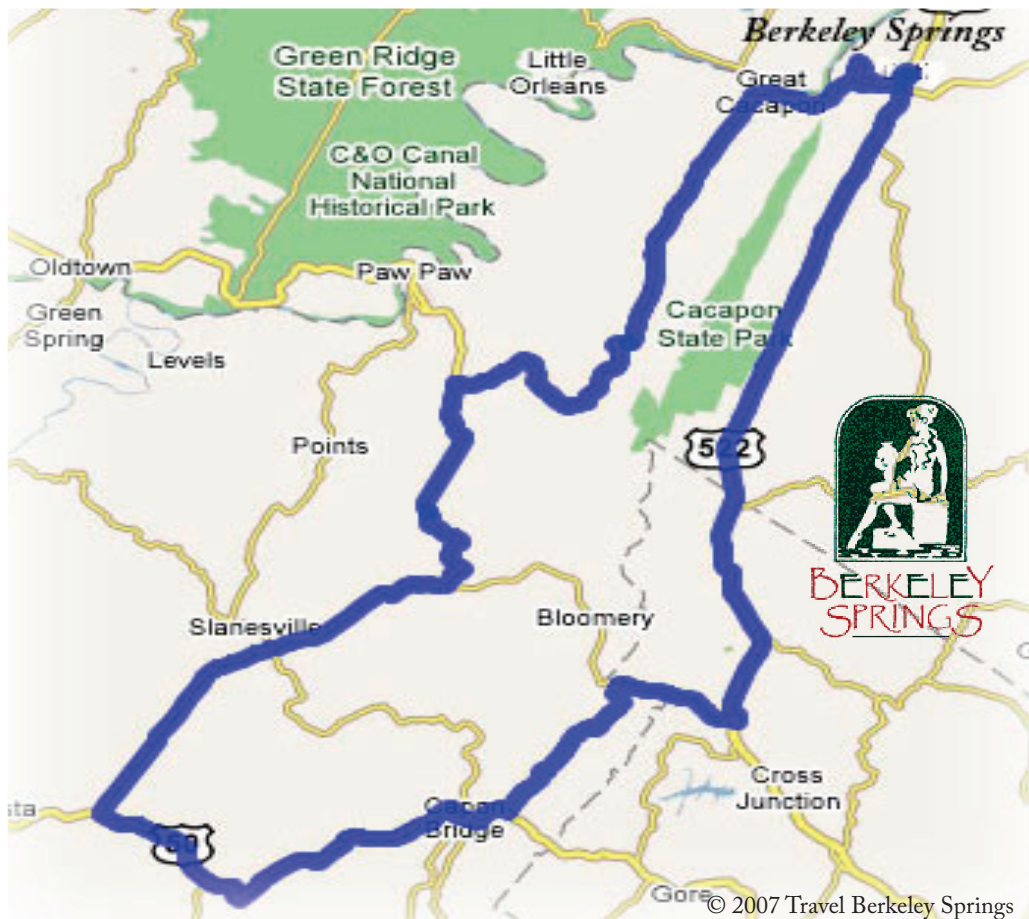 Berkeley Springs
Green Ridge
State Forest
Little
Orleans
Great
Cacapon
C&O Canal
National
Historical Park
Oldtown
Paw Paw
Green
Spring
Levels
Cacapon
State Park
Points
522
BERKELEY
SPRINGS
Slanesville
Bloomery
Cross
Junction
sta
Capon
Bridge
50
Gore
© 2007 Travel Berkeley Springs